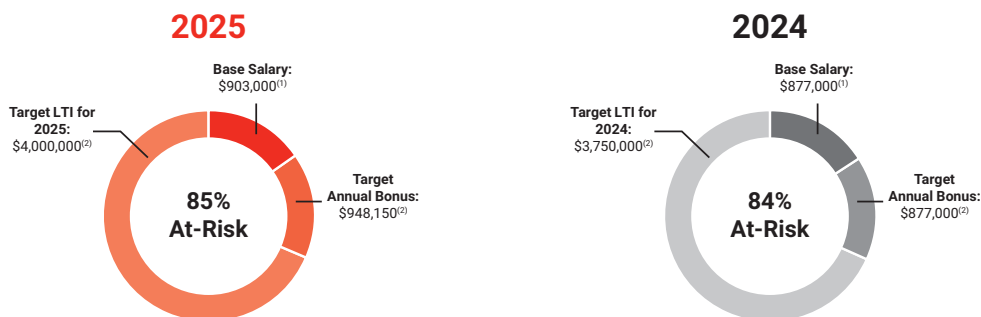 2025
Base Salary:
$903,000(1)
Target LTI for
2025:
$4,000,000(2)
Target
Annual Bonus:
$948,150(2)
85%
At-Risk
2024
Base Salary:
$877,000(1)
Target LTI for
2024:
$3,750,000(2)
Target
Annual Bonus:
$877,000(2)
84%
At-Risk